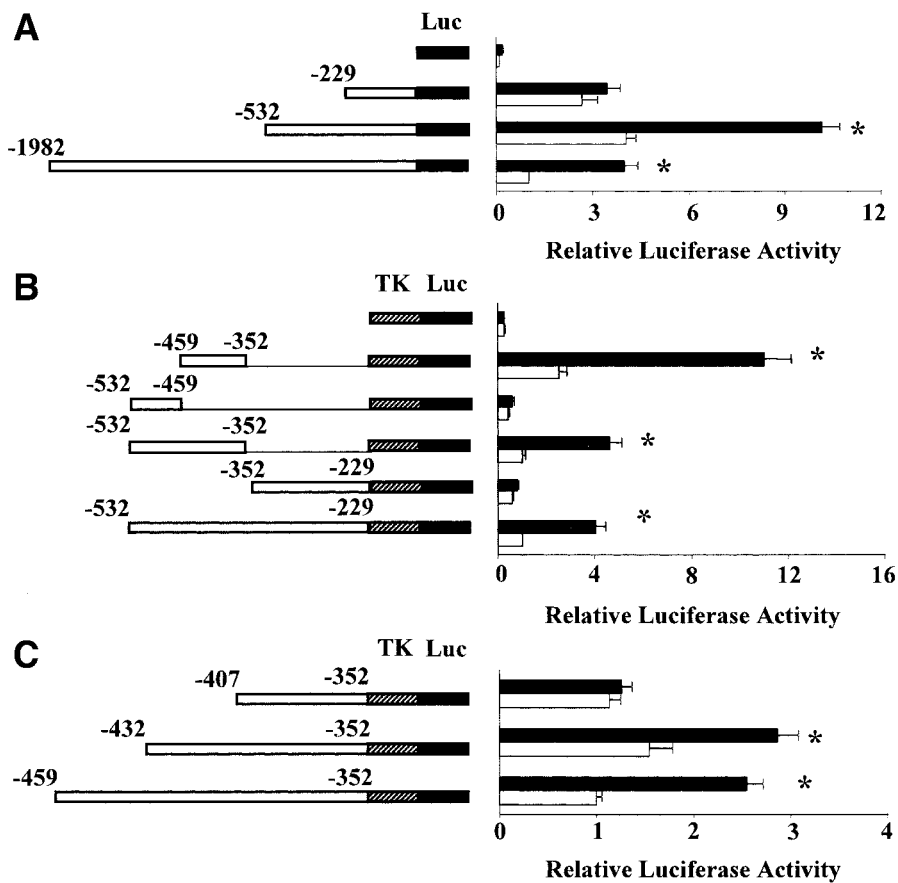 A
Luc
-229
-532
*
-1982
*
0 3 6 9 12
Relative Luciferase Activity
B
TK Luc
-459 -352
*
-532 -459
-532 -352
*
-352 -229
-532 -229
*
0 4 8 12 16
Relative Luciferase Activity
C
TK Luc
-407 -352
-432 -352
*
-459 -352
*
0 1 2 3 4
Relative Luciferase Activity